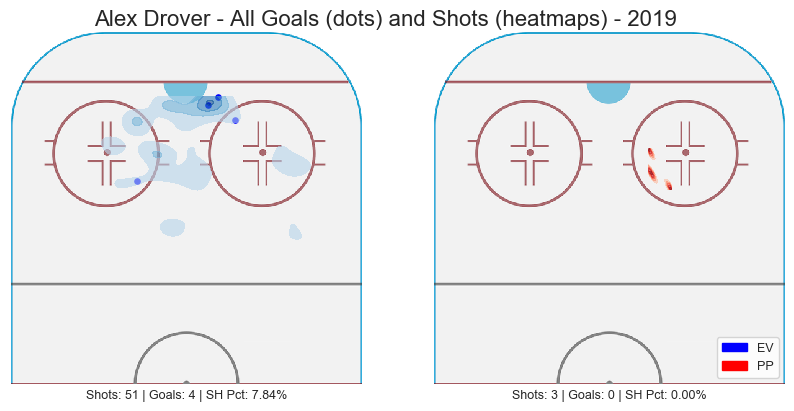 Alex Drover - All Goals (dots) and Shots (heatmaps) - 2019
EV
PP
Shots: 51 | Goals: 4 | SH Pct: 7.84%
Shots: 3 | Goals: 0 | SH Pct: 0.00%